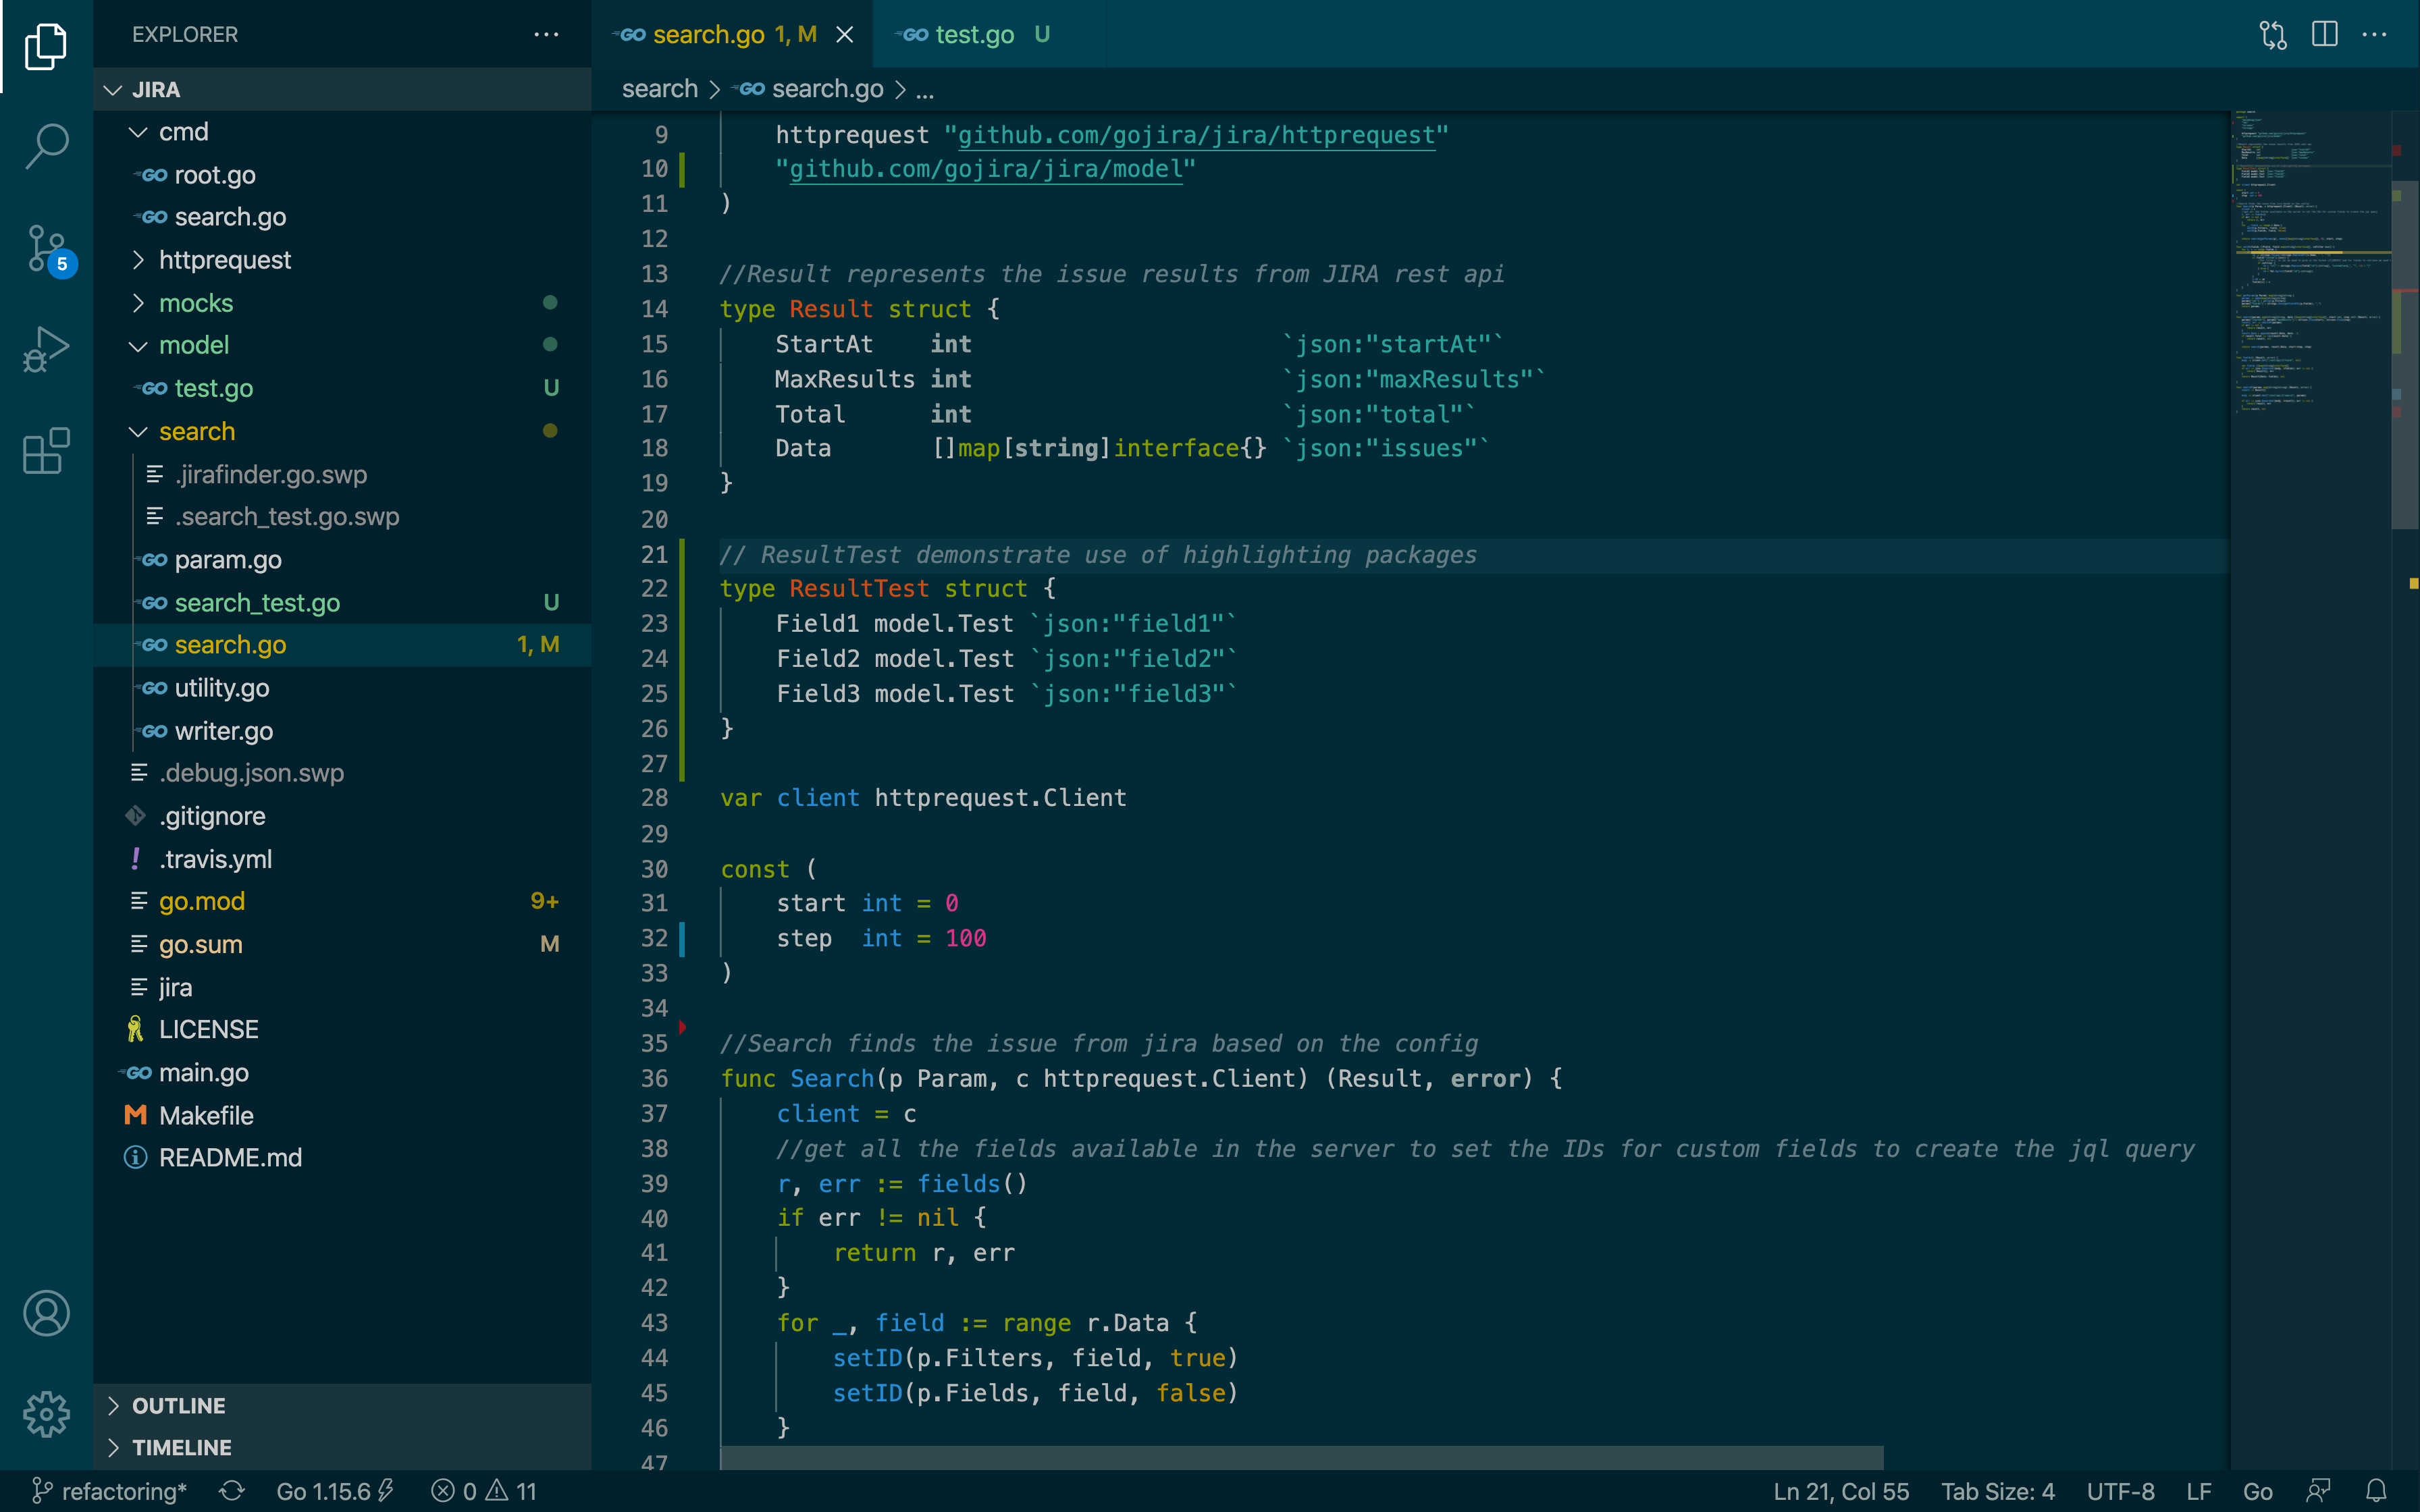 EXPLORER
JIRA
cmd
GO root.go
GO search.go
httprequest
mocks
model
GO test.go U
search
.jirafinder.go.swp
.search_test.go.swp
GO param.go
GO search_test.go U
GO search.go 1, M
GO utility.go
GO writer.go
.debug.json.swp
.gitignore
! .travis.yml
go.mod 9+
go.sum M
jira
LICENSE
GO main.go
M Makefile
README.md
OUTLINE
TIMELINE
5
GO search.go 1, M
GO test.go U
search > GO search.go > ...
9 httprequest "github.com/gojira/jira/httprequest"
10 "github.com/gojira/jira/model"
11 )
12
13 //Result represents the issue results from JIRA rest api
14 type Result struct {
15 StartAt int `json:"startAt"`
16 MaxResults int `json:"maxResults"`
17 Total int `json:"total"`
18 Data []map[string]interface{} `json:"issues"`
19 }
20
21 // ResultTest demonstrate use of highlighting packages
22 type ResultTest struct {
23 Field1 model.Test `json:"field1"`
24 Field2 model.Test `json:"field2"`
25 Field3 model.Test `json:"field3"`
26 }
27
28 var client httprequest.Client
29
30 const (
31 start int = 0
32 step int = 100
33 )
34
35 //Search finds the issue from jira based on the config
36 func Search(p Param, c httprequest.Client) (Result, error) {
37 client = c
38 //get all the fields available in the server to set the IDs for custom fields to create the jql query
39 r, err := fields()
40 if err != nil {
41 return r, err
42 }
43 for _, field := range r.Data {
44 setID(p.Filters, field, true)
45 setID(p.Fields, field, false)
46 }
47
refactoring* Go 1.15.6 0 11 Ln 21, Col 55 Tab Size: 4 UTF-8 LF Go